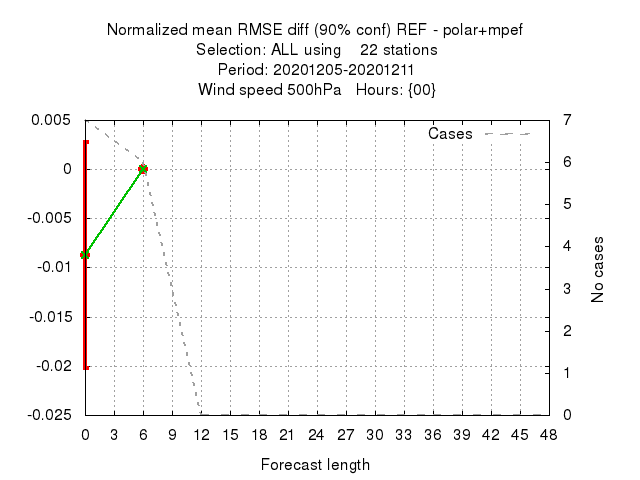 Normalized mean RMSE diff (90% conf) REF - polar+mpef
Selection: ALL using 22 stations
Period: 20201205-20201211
Wind speed 500hPa Hours: {00}
Cases
0.005
0
-0.005
-0.01
-0.015
-0.02
-0.025
7
6
5
4
3
2
1
0
No cases
0 3 6 9 12 15 18 21 24 27 30 33 36 39 42 45 48
Forecast length